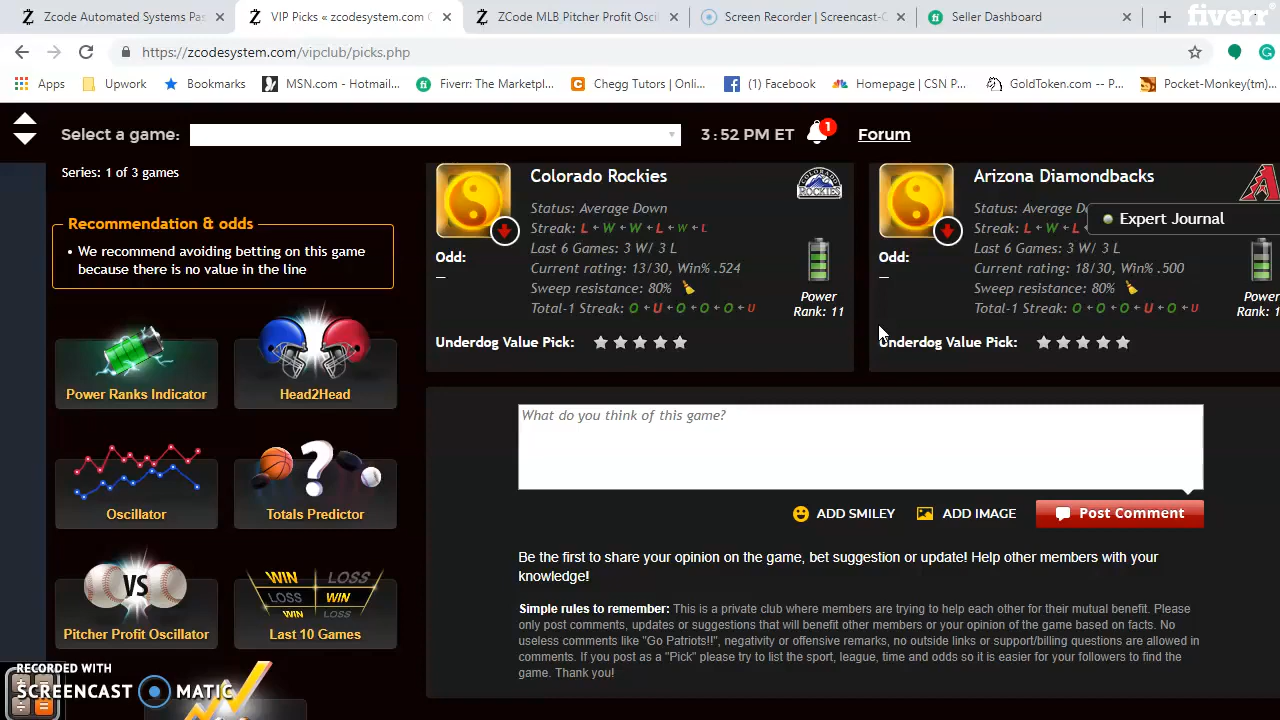 Zcode Automated Systems Pas
VIP Picks « zcodesystem.com
ZCode MLB Pitcher Profit Oscil
Screen Recorder | Screencast-O
Seller Dashboard
fiverr
https://zcodesystem.com/vipclub/picks.php
Apps
Upwork
Bookmarks
MSN.com - Hotmail...
Fiverr: The Marketpl...
Chegg Tutors | Onli...
(1) Facebook
Homepage | CSN P...
GoldToken.com -- P...
Pocket-Monkey(tm)...
Select a game:
3:52 PM ET
1
Forum
Series: 1 of 3 games
Recommendation & odds
• We recommend avoiding betting on this game
because there is no value in the line
Power Ranks Indicator
Head2Head
Oscillator
Totals Predictor
VS
Pitcher Profit Oscillator
WIN LOSS
LOSS WIN
WIN LOSS
Last 10 Games
RECORDED WITH
SCREENCAST MATIC
Colorado Rockies
COLORADO ROCKIES
Status: Average Down
Streak: L W W L W L
Odd:
—
Last 6 Games: 3 W/ 3 L
Current rating: 13/30, Win% .524
Sweep resistance: 80%
Total-1 Streak: O U O O O U
Power
Rank: 11
Underdog Value Pick:
Arizona Diamondbacks
Status: Average D
Expert Journal
Streak: L W L
Odd:
—
Last 6 Games: 3 W/ 3 L
Current rating: 18/30, Win% .500
Sweep resistance: 80%
Total-1 Streak: O O O U O U
Power
Rank: 1
Underdog Value Pick:
What do you think of this game?
ADD SMILEY
ADD IMAGE
Post Comment
Be the first to share your opinion on the game, bet suggestion or update! Help other members with your
knowledge!
Simple rules to remember: This is a private club where members are trying to help each other for their mutual benefit. Please
only post comments, updates or suggestions that will benefit other members or your opinion of the game based on facts. No
useless comments like "Go Patriots!!", negativity or offensive remarks, no outside links or support/billing questions are allowed in
comments. If you post as a "Pick" please try to list the sport, league, time and odds so it is easier for your followers to find the
game. Thank you!